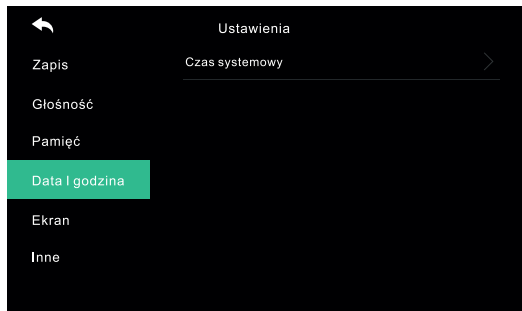 Ustawienia
Zapis
Czas systemowy
Głośność
Pamięć
Data I godzina
Ekran
Inne